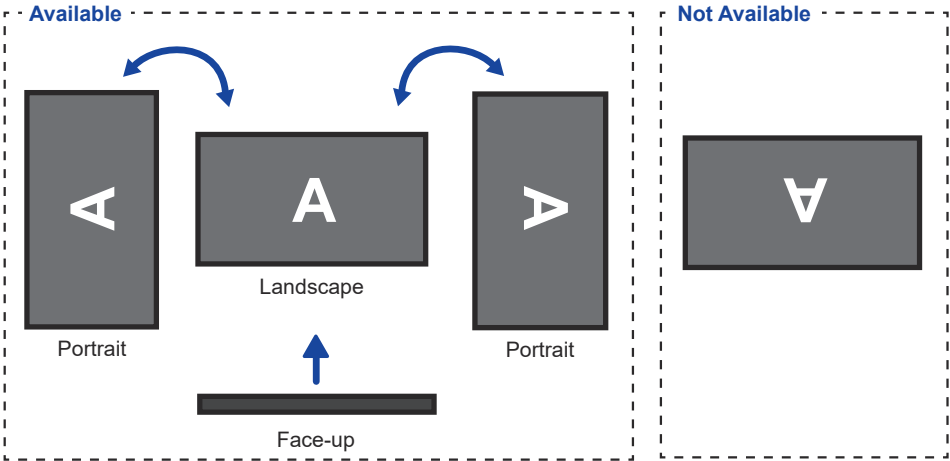 Available
Not Available
A
A
A
A
Landscape
Portrait
Portrait
Face-up